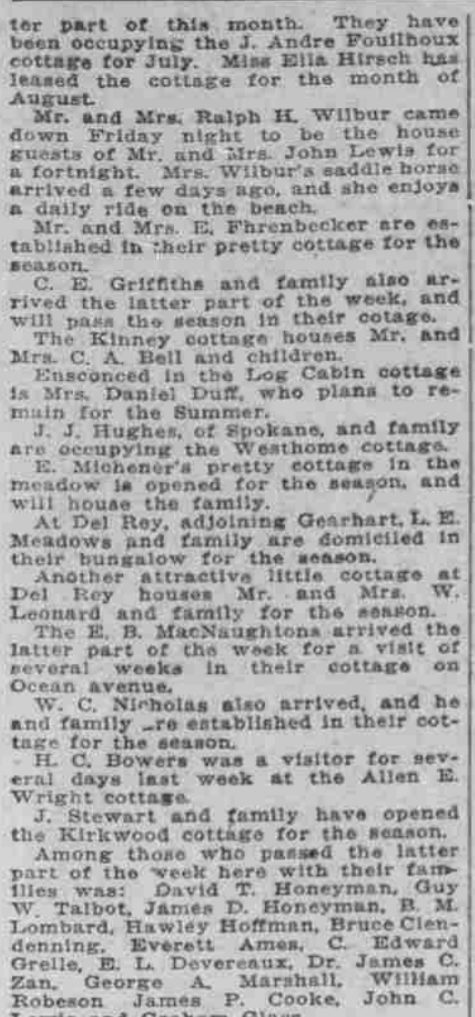 ter part of this month. They have
been occupying the J. Andre Fouilhoux
cottage for July. Miss Ella Hirsch has
leased the cottage for the month of
August.
Mr. and Mrs. Ralph H. Wilbur came
down Friday night to be the house
guests of Mr. and Mrs. John Lewis for
a fortnight. Mrs. Wilbur's saddle horse
arrived a few days ago, and she enjoys
a daily ride on the beach.
Mr. and Mrs. E. Fhrenbecker are es-
tablished in their pretty cottage for the
season.
C. E. Griffiths and family also ar-
rived the latter part of the week, and
will pass the season in their cotage.
The Kinney cottage houses Mr. and
Mrs. C. A. Bell and children.
Ensconced in the Log Cabin cottage
is Mrs. Daniel Duff, who plans to re-
main for the Summer.
J. J. Hughes, of Spokane, and family
are occupying the Westhome cottage.
E. Michener's pretty cottage in the
meadow is opened for the season, and
will house the family.
At Del Rey, adjoining Gearhart, L. E.
Meadows and family are domiciled in
their bungalow for the season.
Another attractive little cottage at
Del Rey houses Mr. and Mrs. W.
Leonard and family for the season.
The E. B. MacNaughtons arrived the
latter part of the week for a visit of
several weeks in their cottage on
Ocean avenue.
W. C. Nicholas also arrived, and he
and family re established in their cot-
tage for the season.
H. C. Bowers was a visitor for sev-
eral days last week at the Allen E.
Wright cottage.
J. Stewart and family have opened
the Kirkwood cottage for the season.
Among those who passed the latter
part of the week here with their fam-
ilies was: David T. Honeyman, Guy
W. Talbot, James D. Honeyman, B. M.
Lombard, Hawley Hoffman, Bruce Clen-
denning, Everett Ames, C. Edward
Grelle, E. L. Devereaux, Dr. James C.
Zan, George A. Marshall, William
Robeson James P. Cooke, John C.